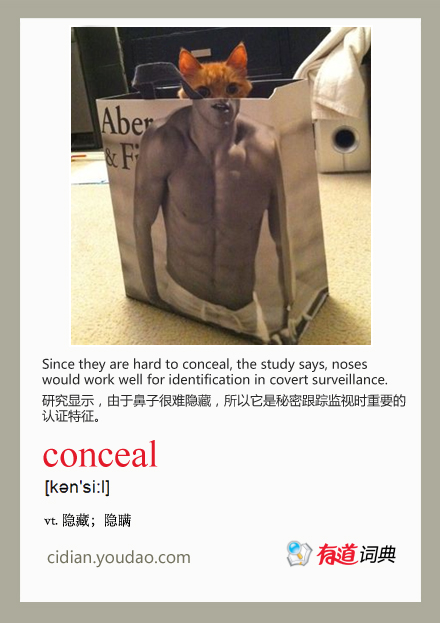 Aber
& Fi
Since they are hard to conceal, the study says, noses
would work well for identification in covert surveillance.
研究显示，由于鼻子很难隐藏，所以它是秘密跟踪监视时重要的
认证特征。
conceal
[kən'si:l]
vt. 隐藏；隐瞒
cidian.youdao.com
有道词典